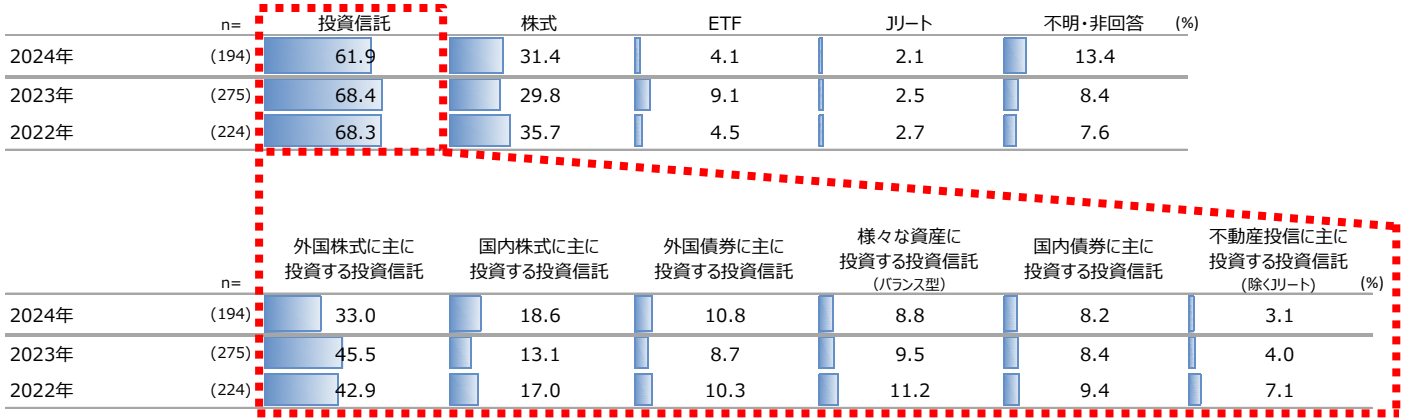 n= 投資信託 株式 ETF Jリート 不明・非回答 (%)
2024年 (194) 61.9 31.4 4.1 2.1 13.4
2023年 (275) 68.4 29.8 9.1 2.5 8.4
2022年 (224) 68.3 35.7 4.5 2.7 7.6
外国株式に主に 国内株式に主に 外国債券に主に 様々な資産に 国内債券に主に 不動産投信に主に
投資する投資信託 投資する投資信託 投資する投資信託 投資する投資信託 投資する投資信託 投資する投資信託
n= (バランス型) (除くJリート) (%)
2024年 (194) 33.0 18.6 10.8 8.8 8.2 3.1
2023年 (275) 45.5 13.1 8.7 9.5 8.4 4.0
2022年 (224) 42.9 17.0 10.3 11.2 9.4 7.1